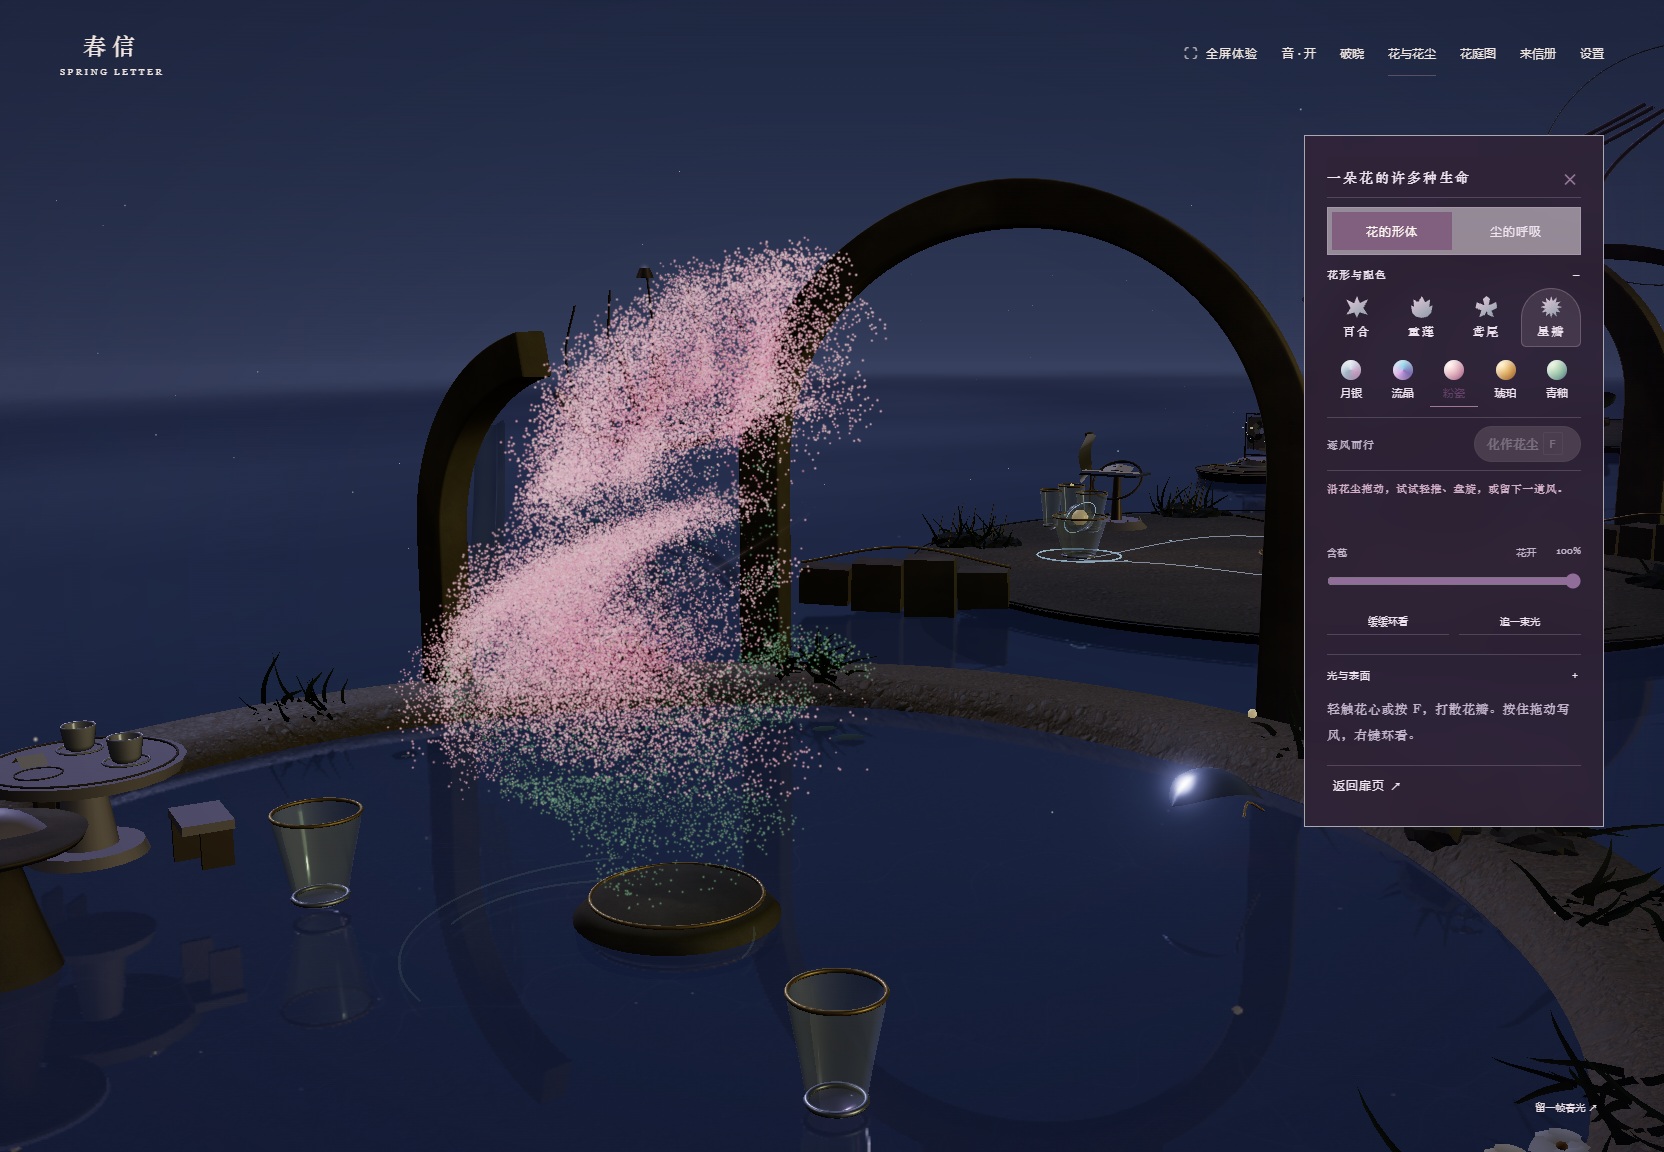 春信
SPRING LETTER
全屏体验 音·开 破晓 花与花尘 花庭图 来信册 设置
一朵花的许多种生命
花的形体 尘的呼吸
花形与配色
百合 重莲 鸢尾 星瓣
月银 流晶 粉瓷 琥珀 青釉
逐风而行 化作花尘 F
沿花尘拖动,试试轻推、盘旋,或留下一道风。
含苞 花开 100%
缓缓环看 追一束光
光与表面
轻触花心或按 F,打散花瓣。按住拖动写
风,右键环看。
返回扉页 ↗
留一帧春光 ↗